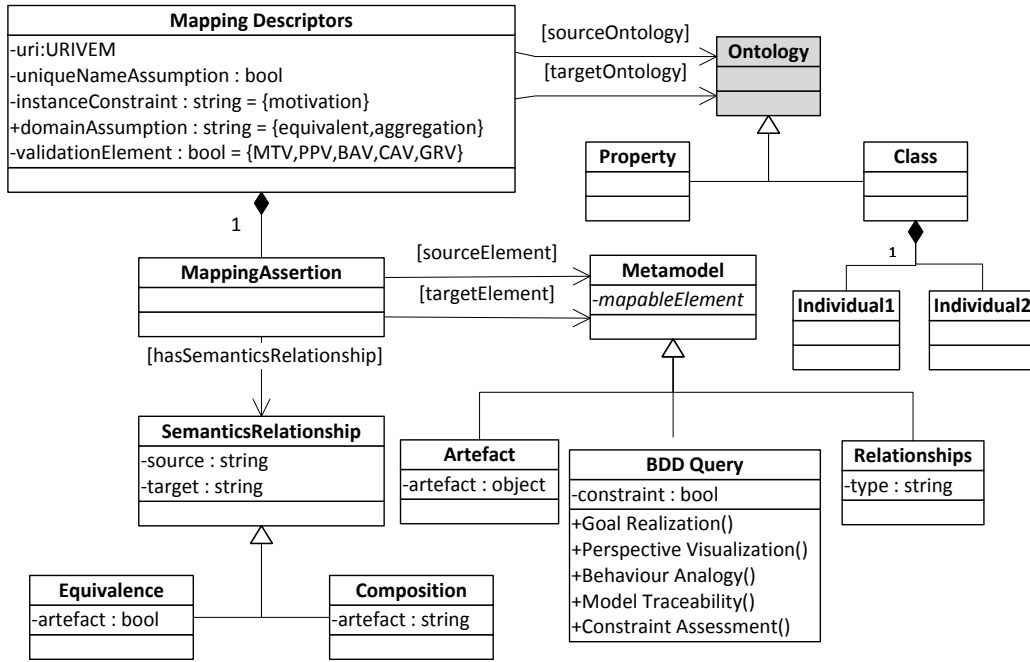 Mapping Descriptors
-uri:URIVEM
-uniqueNameAssumption : bool
-instanceConstraint : string = {motivation}
+domainAssumption : string = {equivalent,aggregation}
-validationElement : bool = {MTV,PPV,BAV,CAV,GRV}
[sourceOntology]
[targetOntology]
Ontology
Property
Class
1
1
MappingAssertion
[sourceElement]
[targetElement]
Metamodel
-mapableElement
Individual1
Individual2
[hasSemanticsRelationship]
SemanticsRelationship
-source : string
-target : string
Artefact
-artefact : object
BDD Query
-constraint : bool
+Goal Realization()
+Perspective Visualization()
+Behaviour Analogy()
+Model Traceability()
+Constraint Assessment()
Relationships
-type : string
Equivalence
-artefact : bool
Composition
-artefact : string